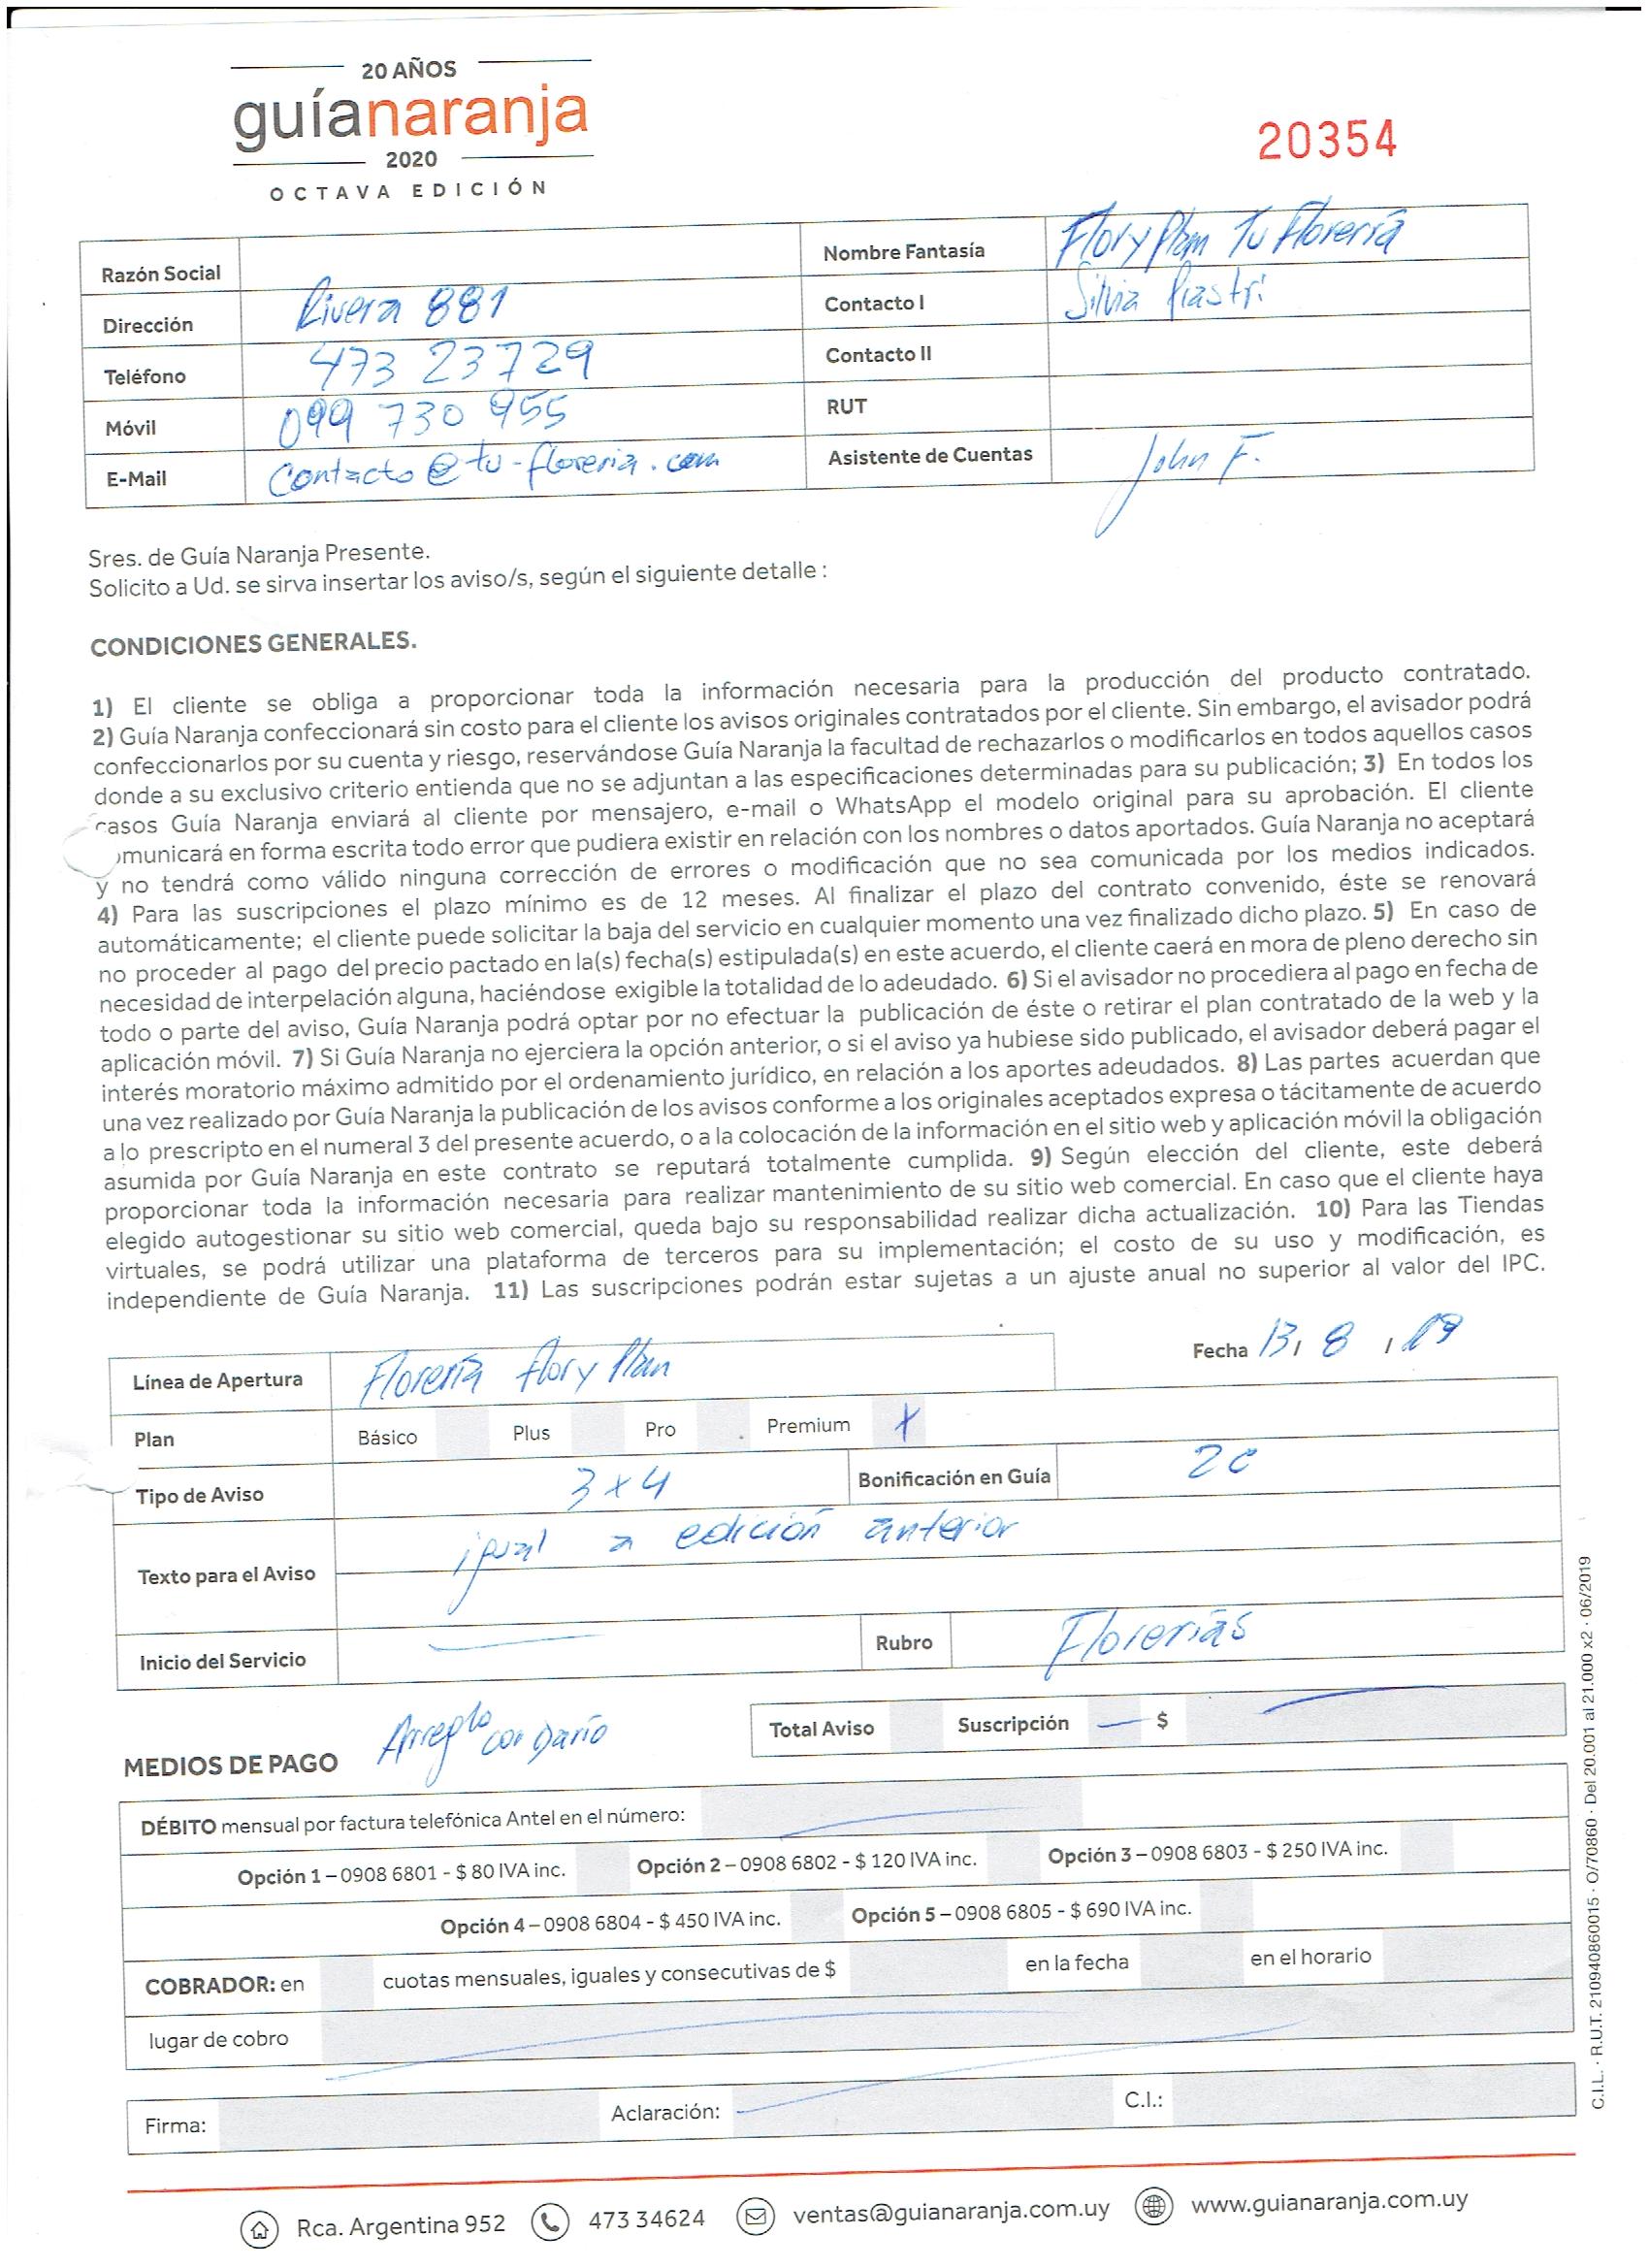 20 AÑOS
guíanaranja
2020
OCTAVA EDICIÓN
20354
Razón Social
Nombre Fantasía Flor y Plan Tu Florería
Dirección Rivera 881
Contacto I Silvia Piastri
Teléfono 473 23729
Contacto II
Móvil 099 730 955
RUT
E-Mail Contacto@tu-floreria.com
Asistente de Cuentas John F.
Sres. de Guía Naranja Presente.
Solicito a Ud. se sirva insertar los aviso/s, según el siguiente detalle :
CONDICIONES GENERALES.
1) El cliente se obliga a proporcionar toda la información necesaria para la producción del producto contratado.
2) Guía Naranja confeccionará sin costo para el cliente los avisos originales contratados por el cliente. Sin embargo, el avisador podrá
confeccionarlos por su cuenta y riesgo, reservándose Guía Naranja la facultad de rechazarlos o modificarlos en todos aquellos casos
donde a su exclusivo criterio entienda que no se adjuntan a las especificaciones determinadas para su publicación; 3) En todos los
casos Guía Naranja enviará al cliente por mensajero, e-mail o WhatsApp el modelo original para su aprobación. El cliente
omunicará en forma escrita todo error que pudiera existir en relación con los nombres o datos aportados. Guía Naranja no aceptará
y no tendrá como válido ninguna corrección de errores o modificación que no sea comunicada por los medios indicados.
4) Para las suscripciones el plazo mínimo es de 12 meses. Al finalizar el plazo del contrato convenido, éste se renovará
automáticamente; el cliente puede solicitar la baja del servicio en cualquier momento una vez finalizado dicho plazo. 5) En caso de
no proceder al pago del precio pactado en la(s) fecha(s) estipulada(s) en este acuerdo, el cliente caerá en mora de pleno derecho sin
necesidad de interpelación alguna, haciéndose exigible la totalidad de lo adeudado. 6) Si el avisador no procediera al pago en fecha de
todo o parte del aviso, Guía Naranja podrá optar por no efectuar la publicación de éste o retirar el plan contratado de la web y la
aplicación móvil. 7) Si Guía Naranja no ejerciera la opción anterior, o si el aviso ya hubiese sido publicado, el avisador deberá pagar el
interés moratorio máximo admitido por el ordenamiento jurídico, en relación a los aportes adeudados. 8) Las partes acuerdan que
una vez realizado por Guía Naranja la publicación de los avisos conforme a los originales aceptados expresa o tácitamente de acuerdo
a lo prescripto en el numeral 3 del presente acuerdo, o a la colocación de la información en el sitio web y aplicación móvil la obligación
asumida por Guía Naranja en este contrato se reputará totalmente cumplida. 9) Según elección del cliente, este deberá
proporcionar toda la información necesaria para realizar mantenimiento de su sitio web comercial. En caso que el cliente haya
elegido autogestionar su sitio web comercial, queda bajo su responsabilidad realizar dicha actualización. 10) Para las Tiendas
virtuales, se podrá utilizar una plataforma de terceros para su implementación; el costo de su uso y modificación, es
independiente de Guía Naranja. 11) Las suscripciones podrán estar sujetas a un ajuste anual no superior al valor del IPC.
Fecha 13 / 8 / 19
Línea de Apertura Florería Flor y Plan
Plan Básico Plus Pro Premium X
Tipo de Aviso 3 x 4 Bonificación en Guía 2c
Texto para el Aviso igual a edición anterior
Inicio del Servicio Rubro Florerías
Total Aviso Suscripción $
MEDIOS DE PAGO Arreglo con Darío
DÉBITO mensual por factura telefónica Antel en el número:
Opción 1 – 0908 6801 - $ 80 IVA inc. Opción 2 – 0908 6802 - $ 120 IVA inc. Opción 3 – 0908 6803 - $ 250 IVA inc.
Opción 4 – 0908 6804 - $ 450 IVA inc. Opción 5 – 0908 6805 - $ 690 IVA inc.
COBRADOR: en cuotas mensuales, iguales y consecutivas de $ en la fecha en el horario
lugar de cobro
Firma: Aclaración: C.I.:
C.I.L. · R.U.T. 210940860015 · O/70860 · Del 20.001 al 21.000 x2 · 06/2019
Rca. Argentina 952 473 34624 ventas@guianaranja.com.uy www.guianaranja.com.uy